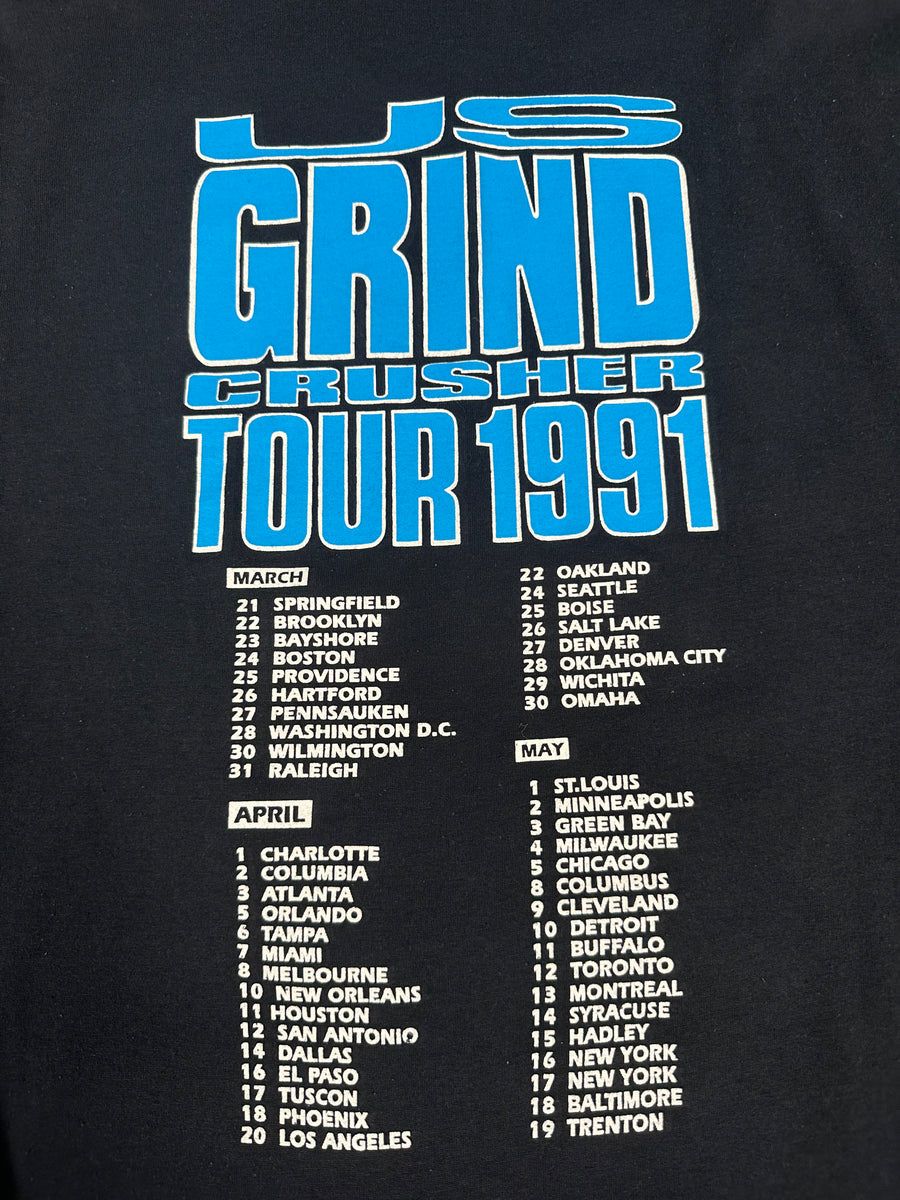 US
GRIND
CRUSHER
TOUR 1991
MARCH
21 SPRINGFIELD
22 BROOKLYN
23 BAYSHORE
24 BOSTON
25 PROVIDENCE
26 HARTFORD
27 PENNSAUKEN
28 WASHINGTON D.C.
30 WILMINGTON
31 RALEIGH
APRIL
1 CHARLOTTE
2 COLUMBIA
3 ATLANTA
5 ORLANDO
6 TAMPA
7 MIAMI
8 MELBOURNE
10 NEW ORLEANS
11 HOUSTON
12 SAN ANTONIO
14 DALLAS
16 EL PASO
17 TUSCON
18 PHOENIX
20 LOS ANGELES
22 OAKLAND
24 SEATTLE
25 BOISE
26 SALT LAKE
27 DENVER
28 OKLAHOMA CITY
29 WICHITA
30 OMAHA
MAY
1 ST.LOUIS
2 MINNEAPOLIS
3 GREEN BAY
4 MILWAUKEE
5 CHICAGO
8 COLUMBUS
9 CLEVELAND
10 DETROIT
11 BUFFALO
12 TORONTO
13 MONTREAL
14 SYRACUSE
15 HADLEY
16 NEW YORK
17 NEW YORK
18 BALTIMORE
19 TRENTON